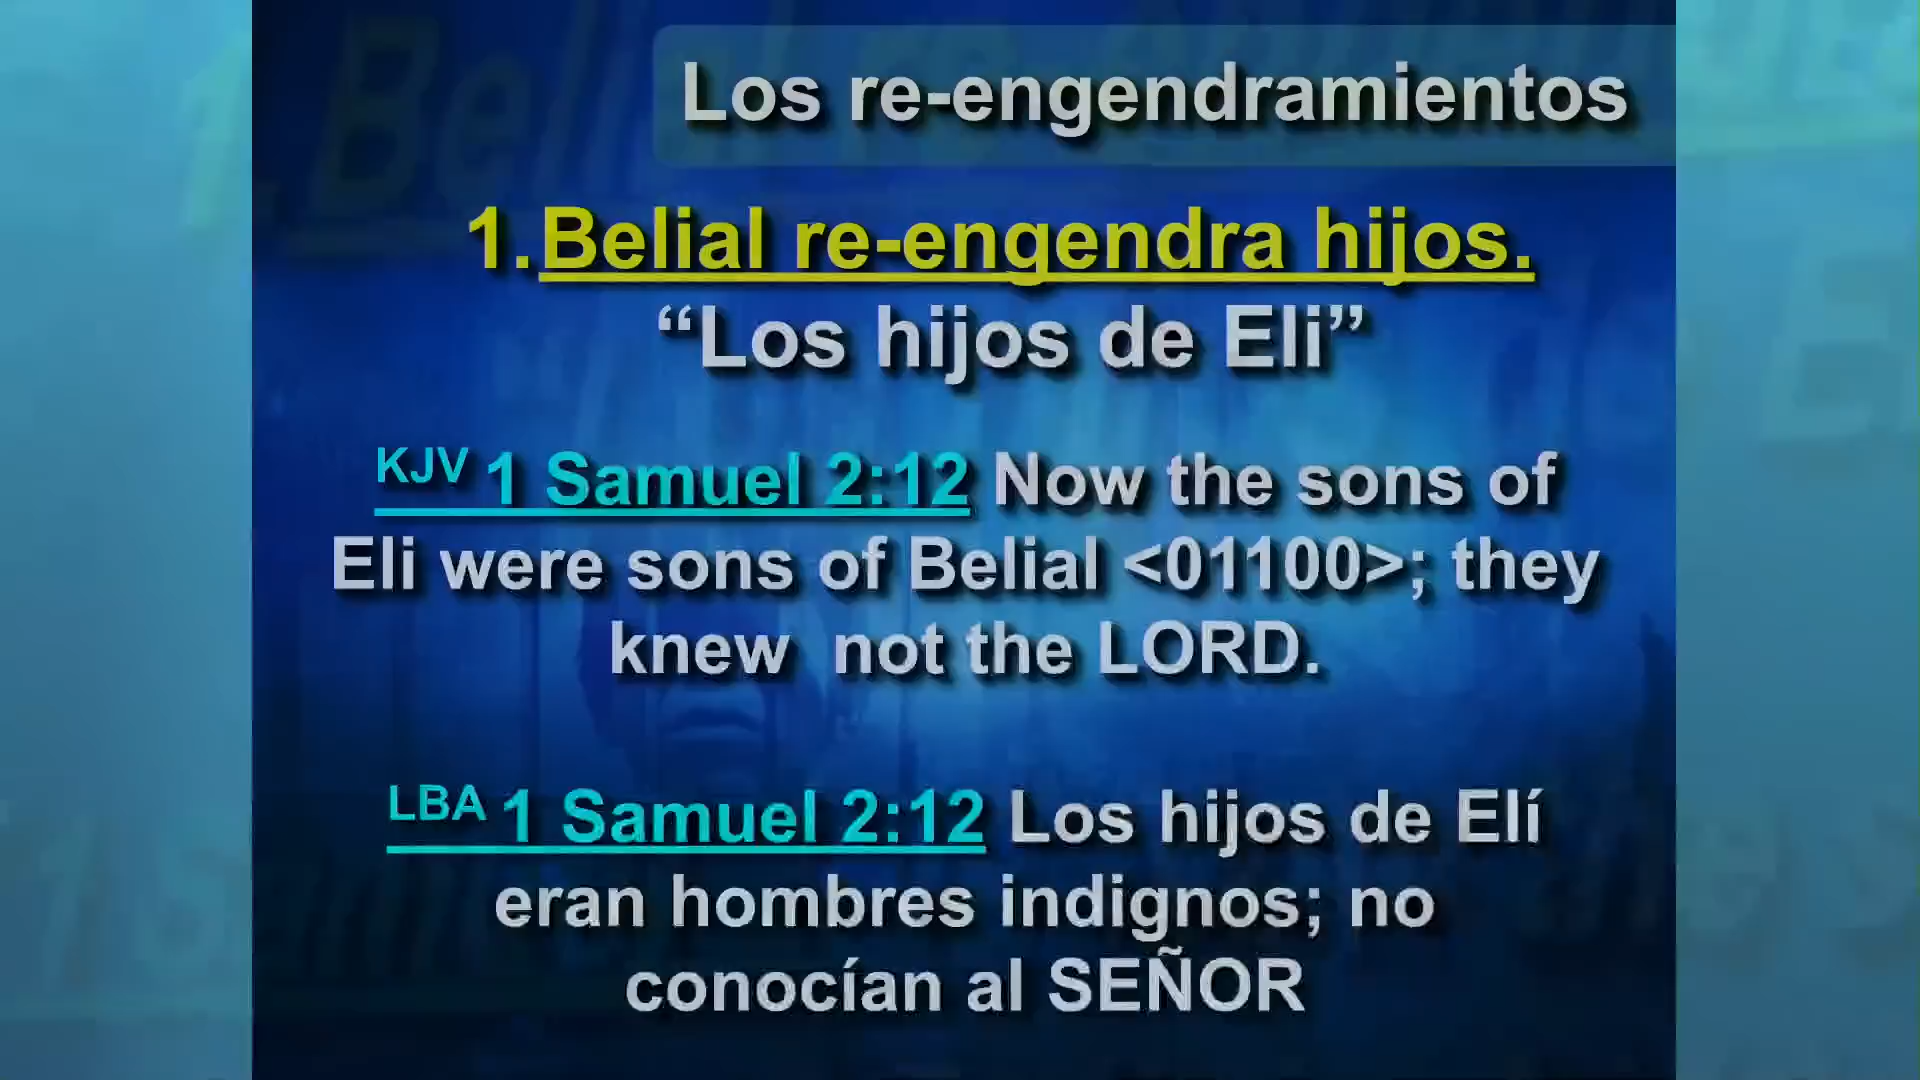 Los re-engendramientos
1. Belial re-engendra hijos.
“Los hijos de Eli”
KJV 1 Samuel 2:12 Now the sons of
Eli were sons of Belial <01100>; they
knew not the LORD.
LBA 1 Samuel 2:12 Los hijos de Elí
eran hombres indignos; no
conocían al SEÑOR